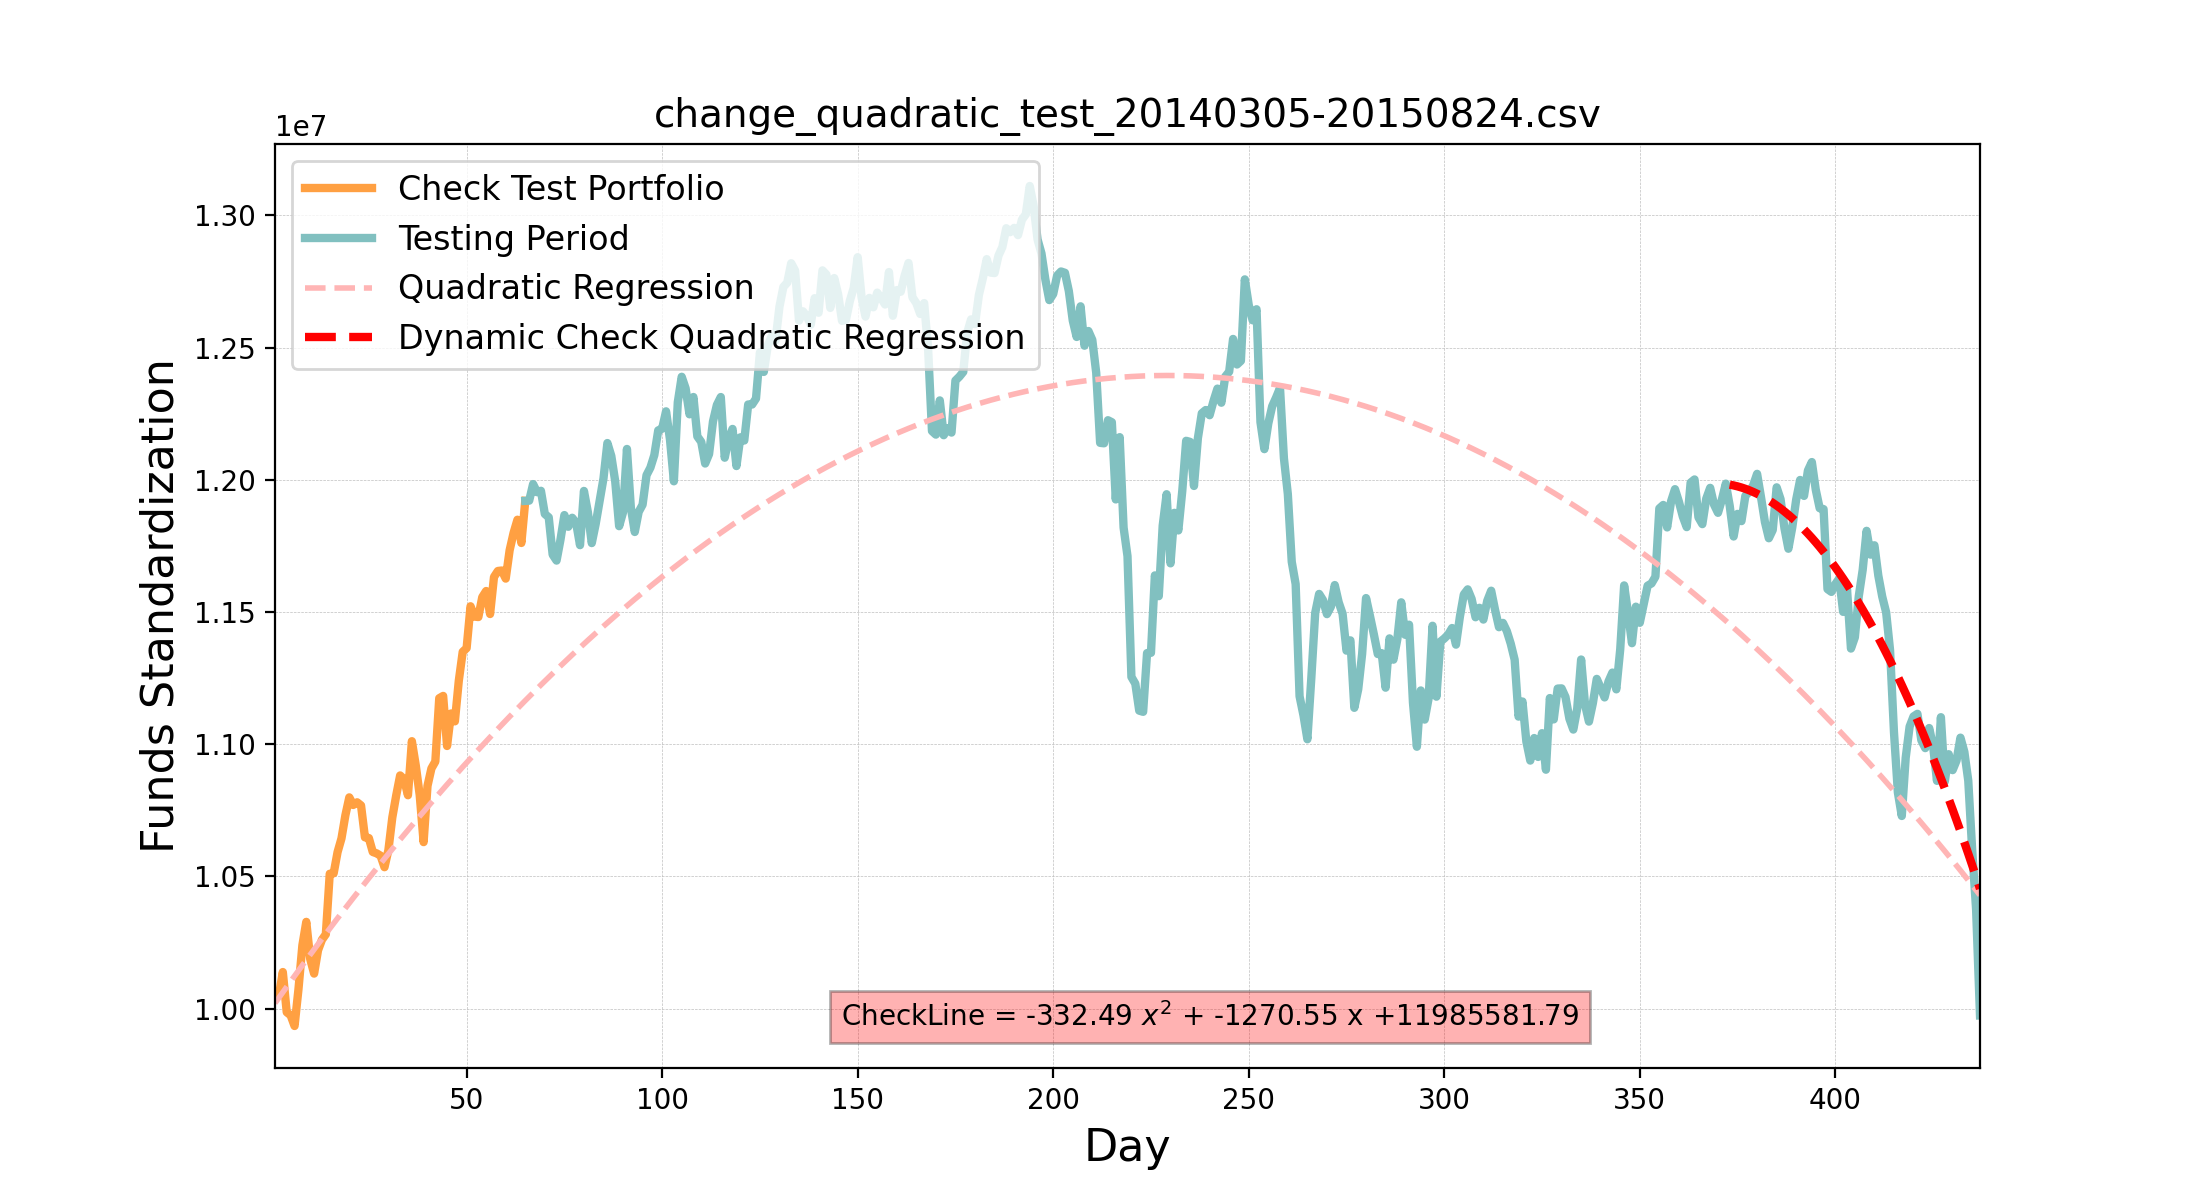 change_quadratic_test_20140305-20150824.csv
1e7
Check Test Portfolio
Testing Period
Quadratic Regression
Dynamic Check Quadratic Regression
Funds Standardization
1.30
1.25
1.20
1.15
1.10
1.05
1.00
CheckLine = -332.49 x² + -1270.55 x +11985581.79
50 100 150 200 250 300 350 400
Day